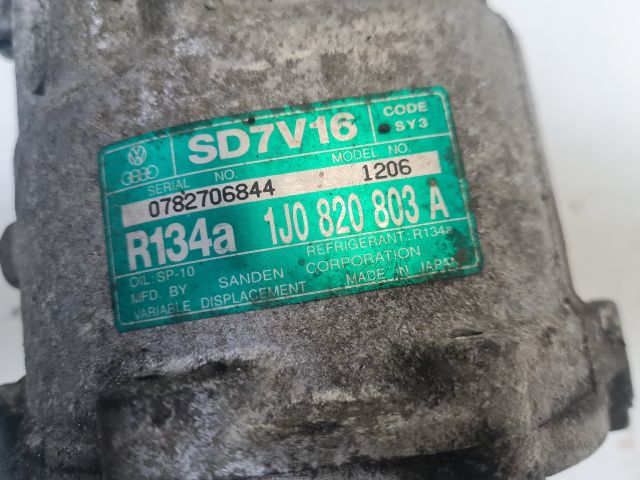 SD7V16 CODE SY3
SERIAL NO. MODEL NO.
0782706844 1206
R134a 1J0 820 803 A
OIL:SP-10 REFRIGERANT:R134a
MFD. BY SANDEN CORPORATION
VARIABLE DISPLACEMENT MADE IN JAPAN